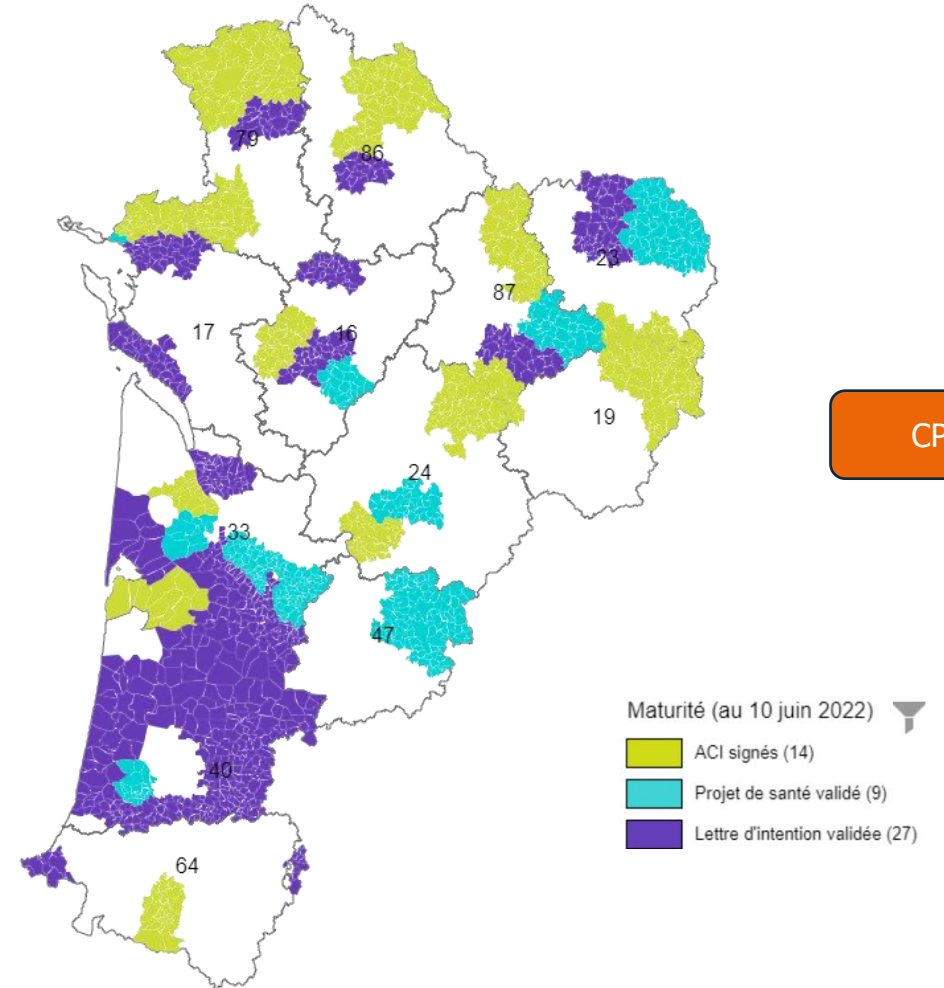 79
86
23
87
17
16
19
24
33
47
40
64
CP
Maturité (au 10 juin 2022)
ACI signés (14)
Projet de santé validé (9)
Lettre d'intention validée (27)